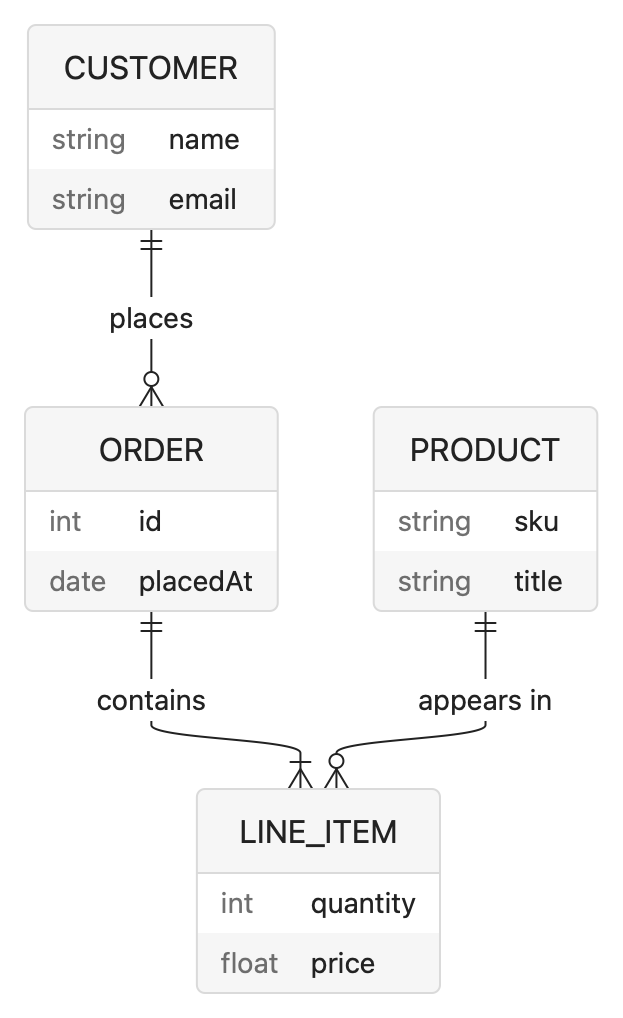 CUSTOMER
string name
string email
places
ORDER
int id
date placedAt
PRODUCT
string sku
string title
contains
appears in
LINE_ITEM
int quantity
float price